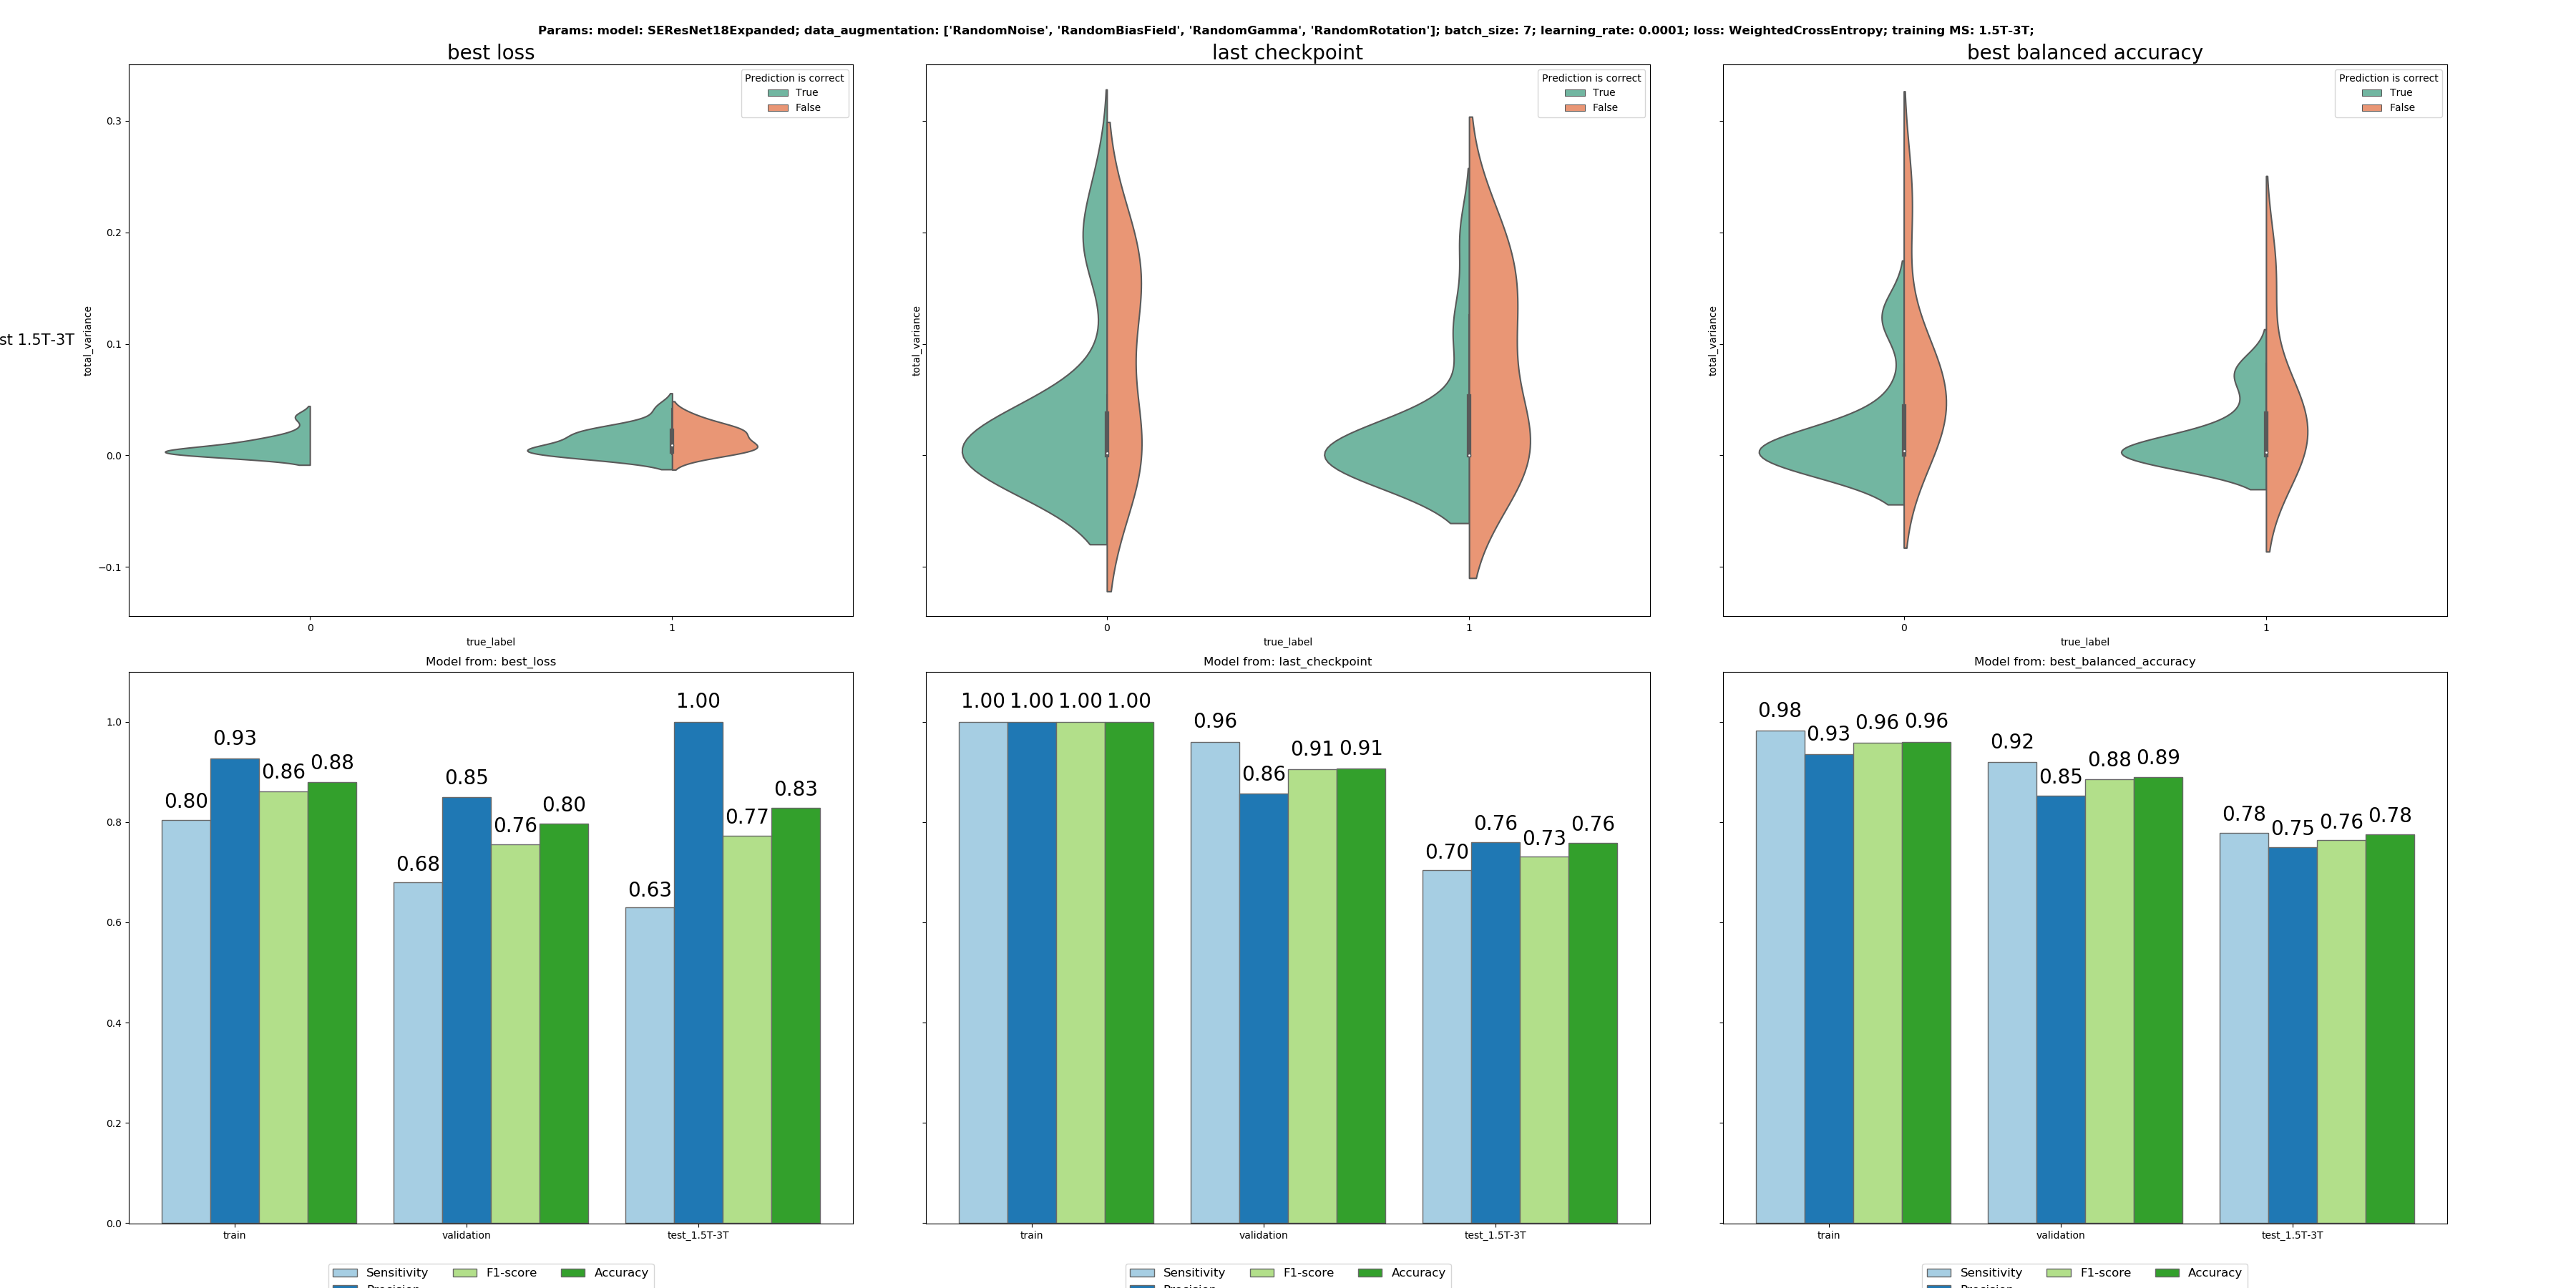 Params: model: SEResNet18Expanded; data_augmentation: ['RandomNoise', 'RandomBiasField', 'RandomGamma', 'RandomRotation']; batch_size: 7; learning_rate: 0.0001; loss: WeightedCrossEntropy; training MS: 1.5T-3T;
best loss
last checkpoint
best balanced accuracy
Prediction is correct
True
False
Prediction is correct
True
False
Prediction is correct
True
False
st 1.5T-3T
total_variance
0.3
0.2
0.1
0.0
−0.1
total_variance
total_variance
0 1
0 1
0 1
true_label
true_label
true_label
Model from: best_loss
1.0
0.8
0.6
0.4
0.2
0.0
0.80 0.93 0.86 0.88
0.68 0.85 0.76 0.80
0.63 1.00 0.77 0.83
train validation test_1.5T-3T
Sensitivity F1-score Accuracy
Precision
Model from: last_checkpoint
1.00 1.00 1.00 1.00
0.96 0.86 0.91 0.91
0.70 0.76 0.73 0.76
train validation test_1.5T-3T
Sensitivity F1-score Accuracy
Precision
Model from: best_balanced_accuracy
0.98 0.93 0.96 0.96
0.92 0.85 0.88 0.89
0.78 0.75 0.76 0.78
train validation test_1.5T-3T
Sensitivity F1-score Accuracy
Precision